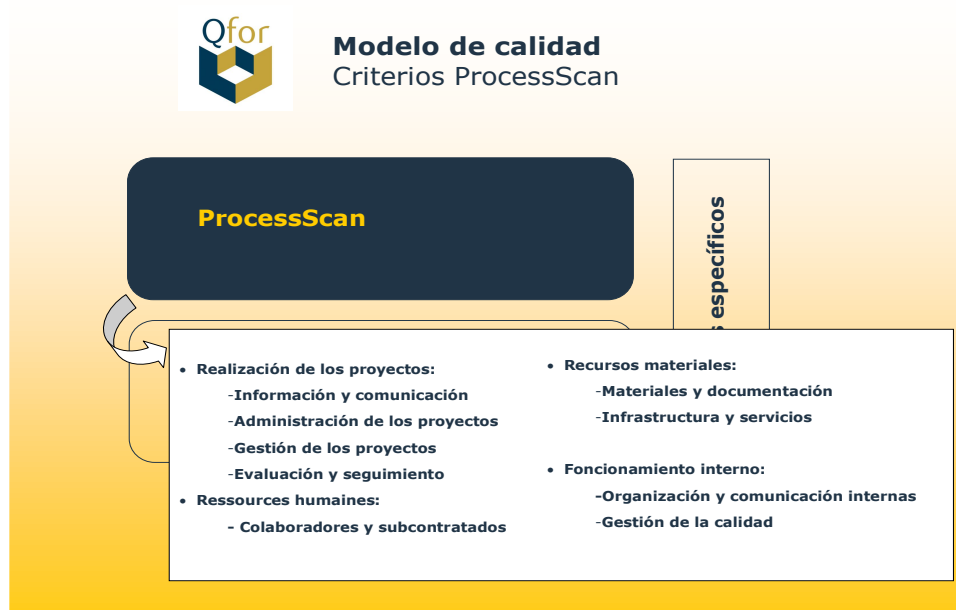 Qfor
Modelo de calidad
Criterios ProcessScan
ProcessScan
específicos
• Realización de los proyectos:
-Información y comunicación
-Administración de los proyectos
-Gestión de los proyectos
-Evaluación y seguimiento
• Ressources humaines:
- Colaboradores y subcontratados
• Recursos materiales:
-Materiales y documentación
-Infrastructura y servicios
• Foncionamiento interno:
-Organización y comunicación internas
-Gestión de la calidad